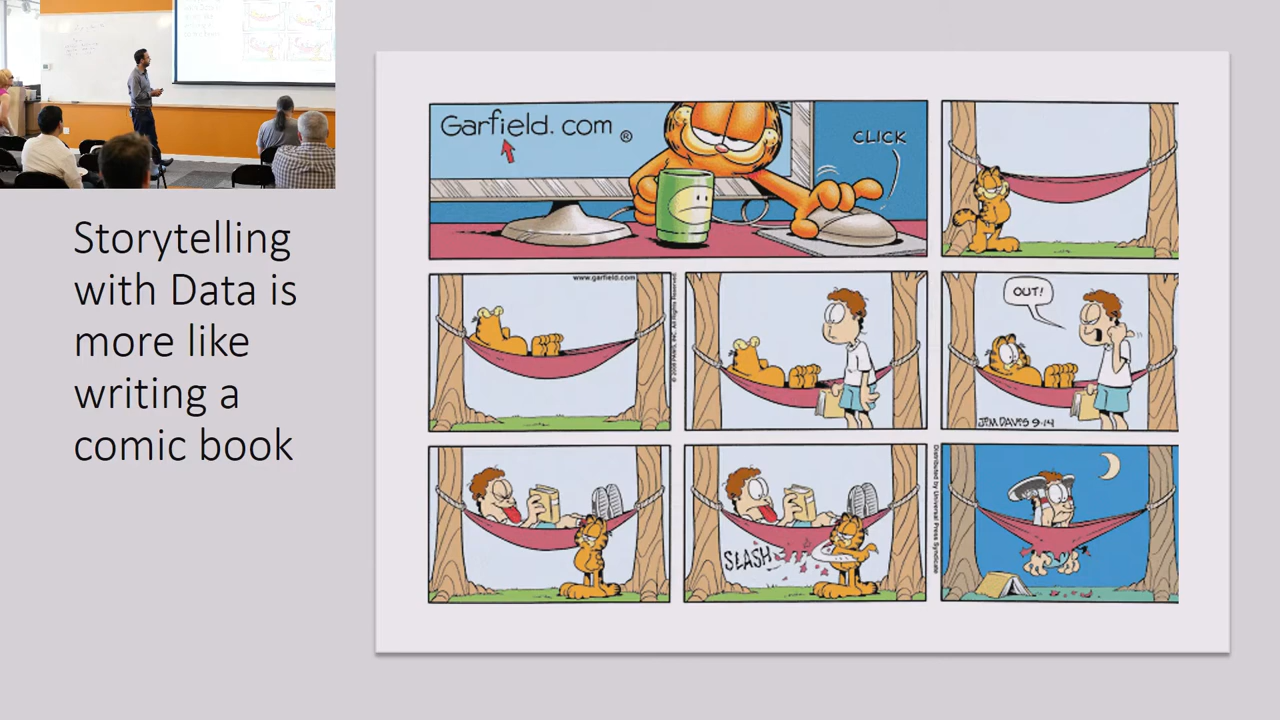 Storytelling
with Data is
more like
writing a
comic book
Garfield.com ®
CLICK
www.garfield.com
OUT!
JIM DAVIS 9-14
SLASH
Distributed by Universal Press Syndicate